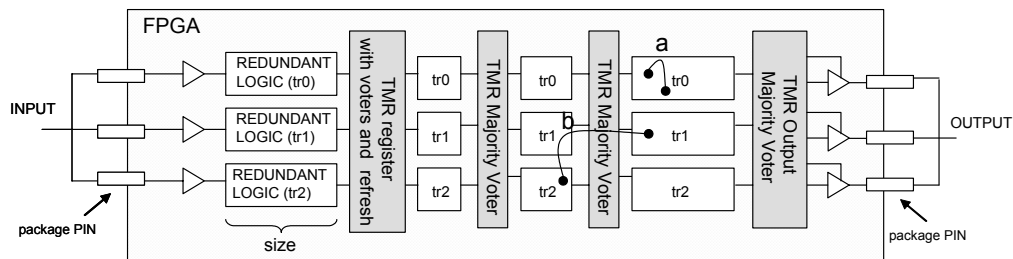 FPGA
a
REDUNDANT
LOGIC (tr0)
tr0
tr0
tr0
INPUT
REDUNDANT
LOGIC (tr1)
TMR register
with voters and refresh
tr1
TMR Majority Voter
tr1
b
TMR Majority Voter
tr1
TMR Output
Majority Voter
OUTPUT
REDUNDANT
LOGIC (tr2)
tr2
tr2
tr2
package PIN
size
package PIN